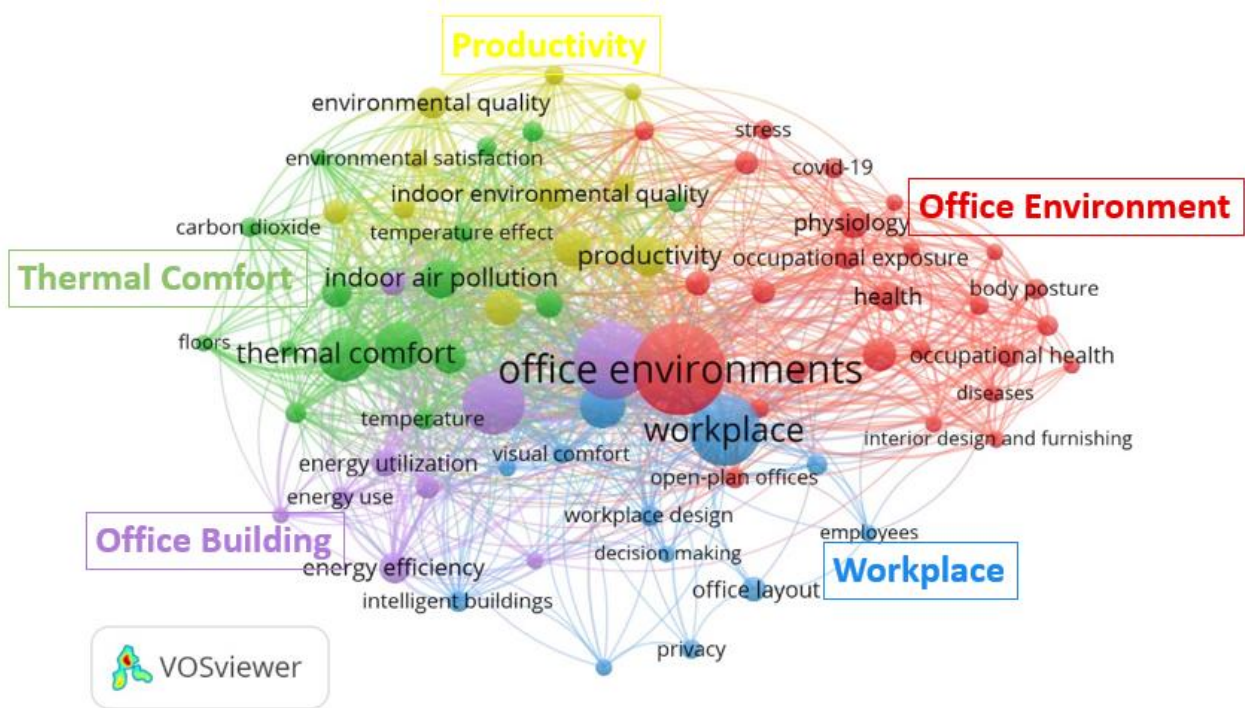 Productivity
environmental quality
stress
environmental satisfaction
covid-19
indoor environmental quality
Office Environment
carbon dioxide
temperature effect
physiology
productivity
occupational exposure
Thermal Comfort
indoor air pollution
body posture
health
floors
thermal comfort
office environments
occupational health
diseases
temperature
workplace
interior design and furnishing
energy utilization
visual comfort
open-plan offices
energy use
workplace design
Office Building
employees
decision making
energy efficiency
Workplace
office layout
intelligent buildings
privacy
VOSviewer